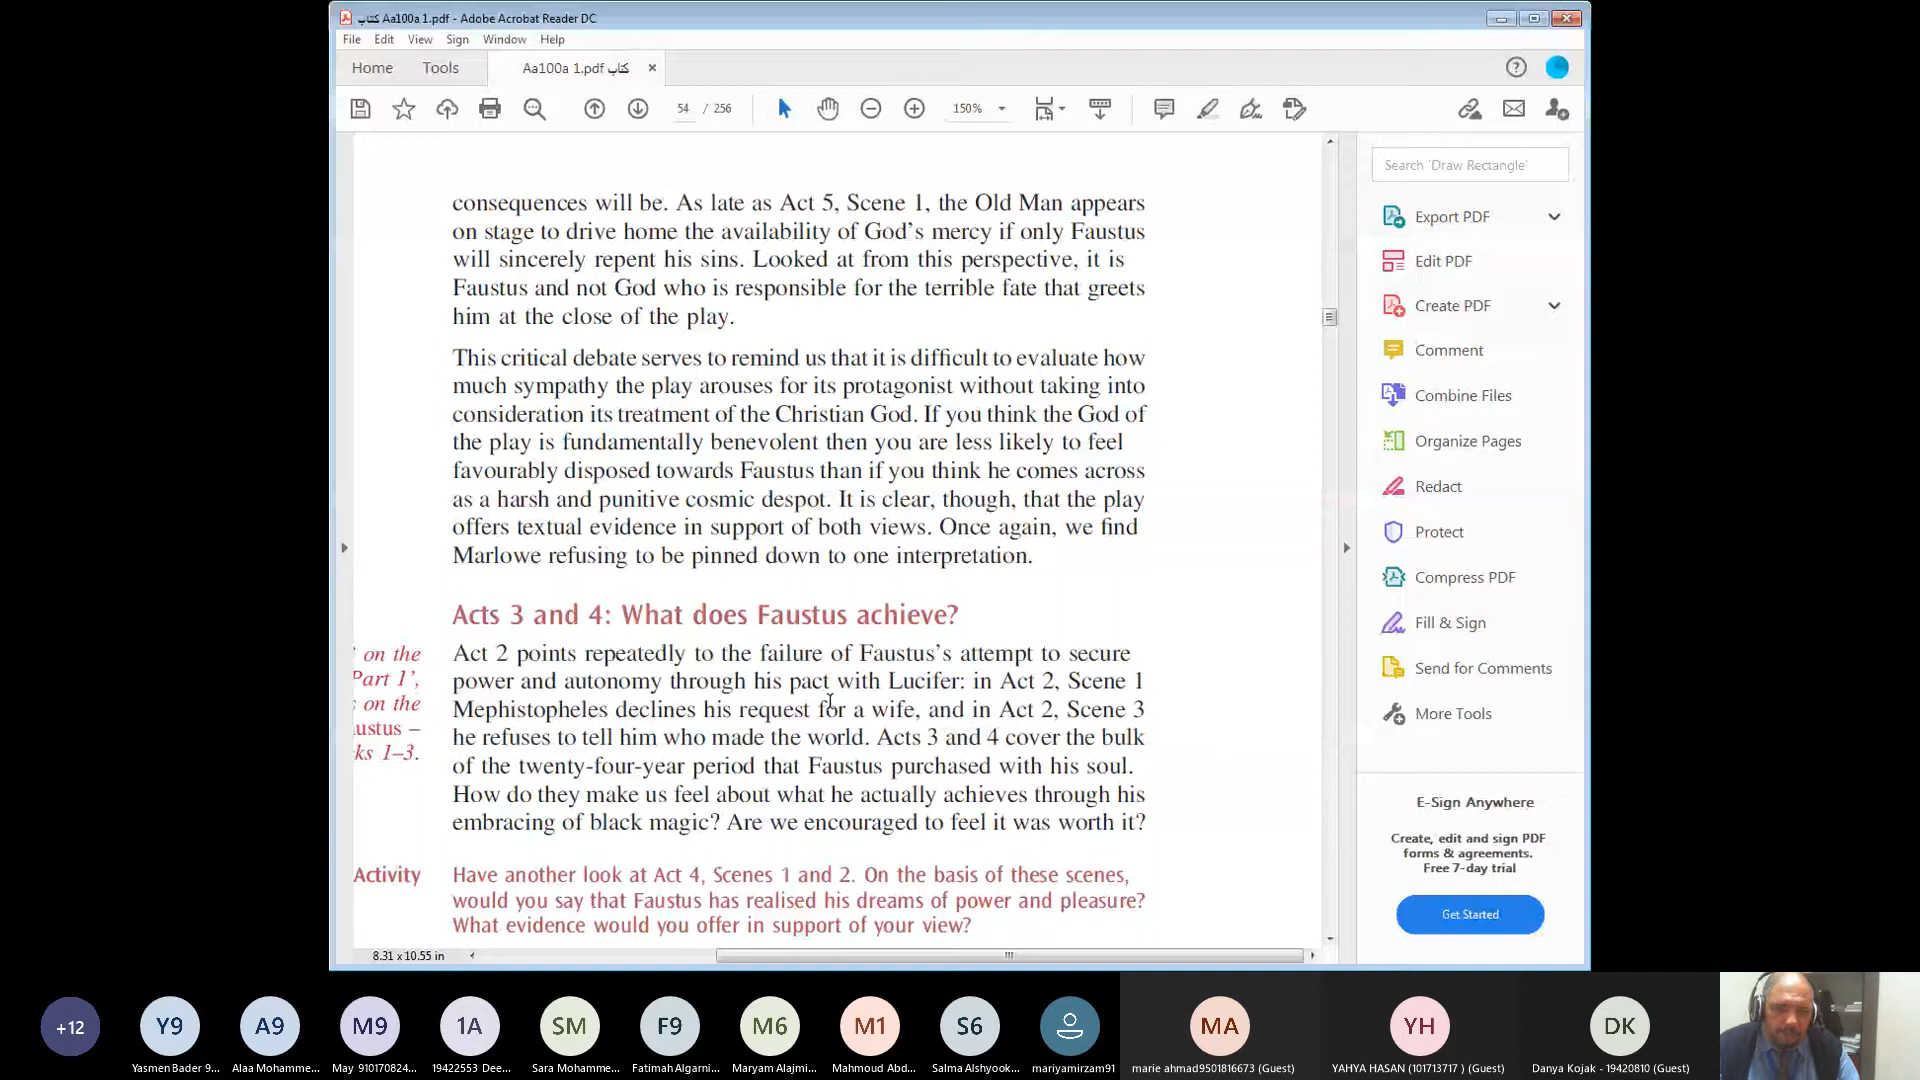 كتاب Aa100a 1.pdf - Adobe Acrobat Reader DC
File Edit View Sign Window Help
Home Tools Aa100a 1.pdf كتاب
54 / 256 150%
consequences will be. As late as Act 5, Scene 1, the Old Man appears
on stage to drive home the availability of God's mercy if only Faustus
will sincerely repent his sins. Looked at from this perspective, it is
Faustus and not God who is responsible for the terrible fate that greets
him at the close of the play.
This critical debate serves to remind us that it is difficult to evaluate how
much sympathy the play arouses for its protagonist without taking into
consideration its treatment of the Christian God. If you think the God of
the play is fundamentally benevolent then you are less likely to feel
favourably disposed towards Faustus than if you think he comes across
as a harsh and punitive cosmic despot. It is clear, though, that the play
offers textual evidence in support of both views. Once again, we find
Marlowe refusing to be pinned down to one interpretation.
Acts 3 and 4: What does Faustus achieve?
Act 2 points repeatedly to the failure of Faustus's attempt to secure
power and autonomy through his pact with Lucifer: in Act 2, Scene 1
Mephistopheles declines his request for a wife, and in Act 2, Scene 3
he refuses to tell him who made the world. Acts 3 and 4 cover the bulk
of the twenty-four-year period that Faustus purchased with his soul.
How do they make us feel about what he actually achieves through his
embracing of black magic? Are we encouraged to feel it was worth it?
on the
Part 1',
on the
ustus –
ks 1–3.
Activity
Have another look at Act 4, Scenes 1 and 2. On the basis of these scenes,
would you say that Faustus has realised his dreams of power and pleasure?
What evidence would you offer in support of your view?
8.31 x 10.55 in
Search 'Draw Rectangle'
Export PDF
Edit PDF
Create PDF
Comment
Combine Files
Organize Pages
Redact
Protect
Compress PDF
Fill & Sign
Send for Comments
More Tools
E-Sign Anywhere
Create, edit and sign PDF
forms & agreements.
Free 7-day trial
Get Started
+12 Y9 A9 M9 1A SM F9 M6 M1 S6 MA YH DK
Yasmen Bader 9... Alaa Mohamme... May 910170824... 19422553 Dee... Sara Mohamme... Fatimah Algarni... Maryam Alajmi... Mahmoud Abd... Salma Alshyook... mariyamirzam91 marie ahmad9501816673 (Guest) YAHYA HASAN (101713717 ) (Guest) Danya Kojak - 19420810 (Guest)